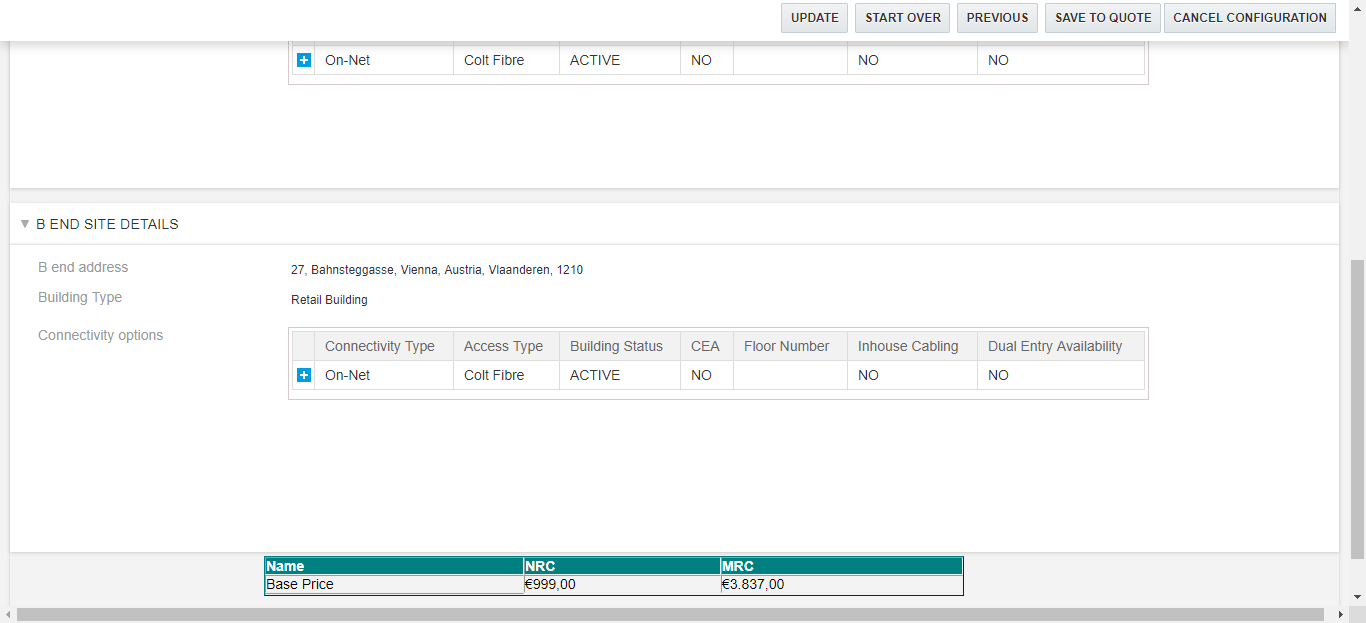 UPDATE START OVER PREVIOUS SAVE TO QUOTE CANCEL CONFIGURATION
On-Net Colt Fibre ACTIVE NO NO NO
B END SITE DETAILS
B end address 27, Bahnsteggasse, Vienna, Austria, Vlaanderen, 1210
Building Type Retail Building
Connectivity options
Connectivity Type Access Type Building Status CEA Floor Number Inhouse Cabling Dual Entry Availability
On-Net Colt Fibre ACTIVE NO NO NO
Name NRC MRC
Base Price €999,00 €3.837,00